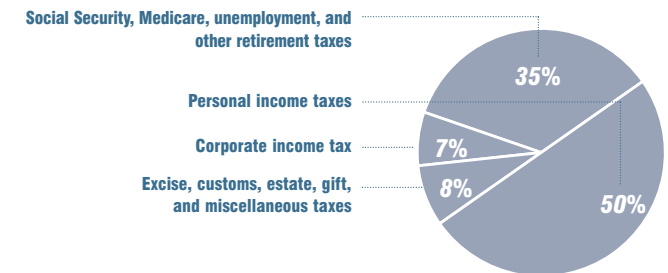 Social Security, Medicare, unemployment, and
other retirement taxes
35%
Personal income taxes
Corporate income tax
7%
Excise, customs, estate, gift,
and miscellaneous taxes
8%
50%